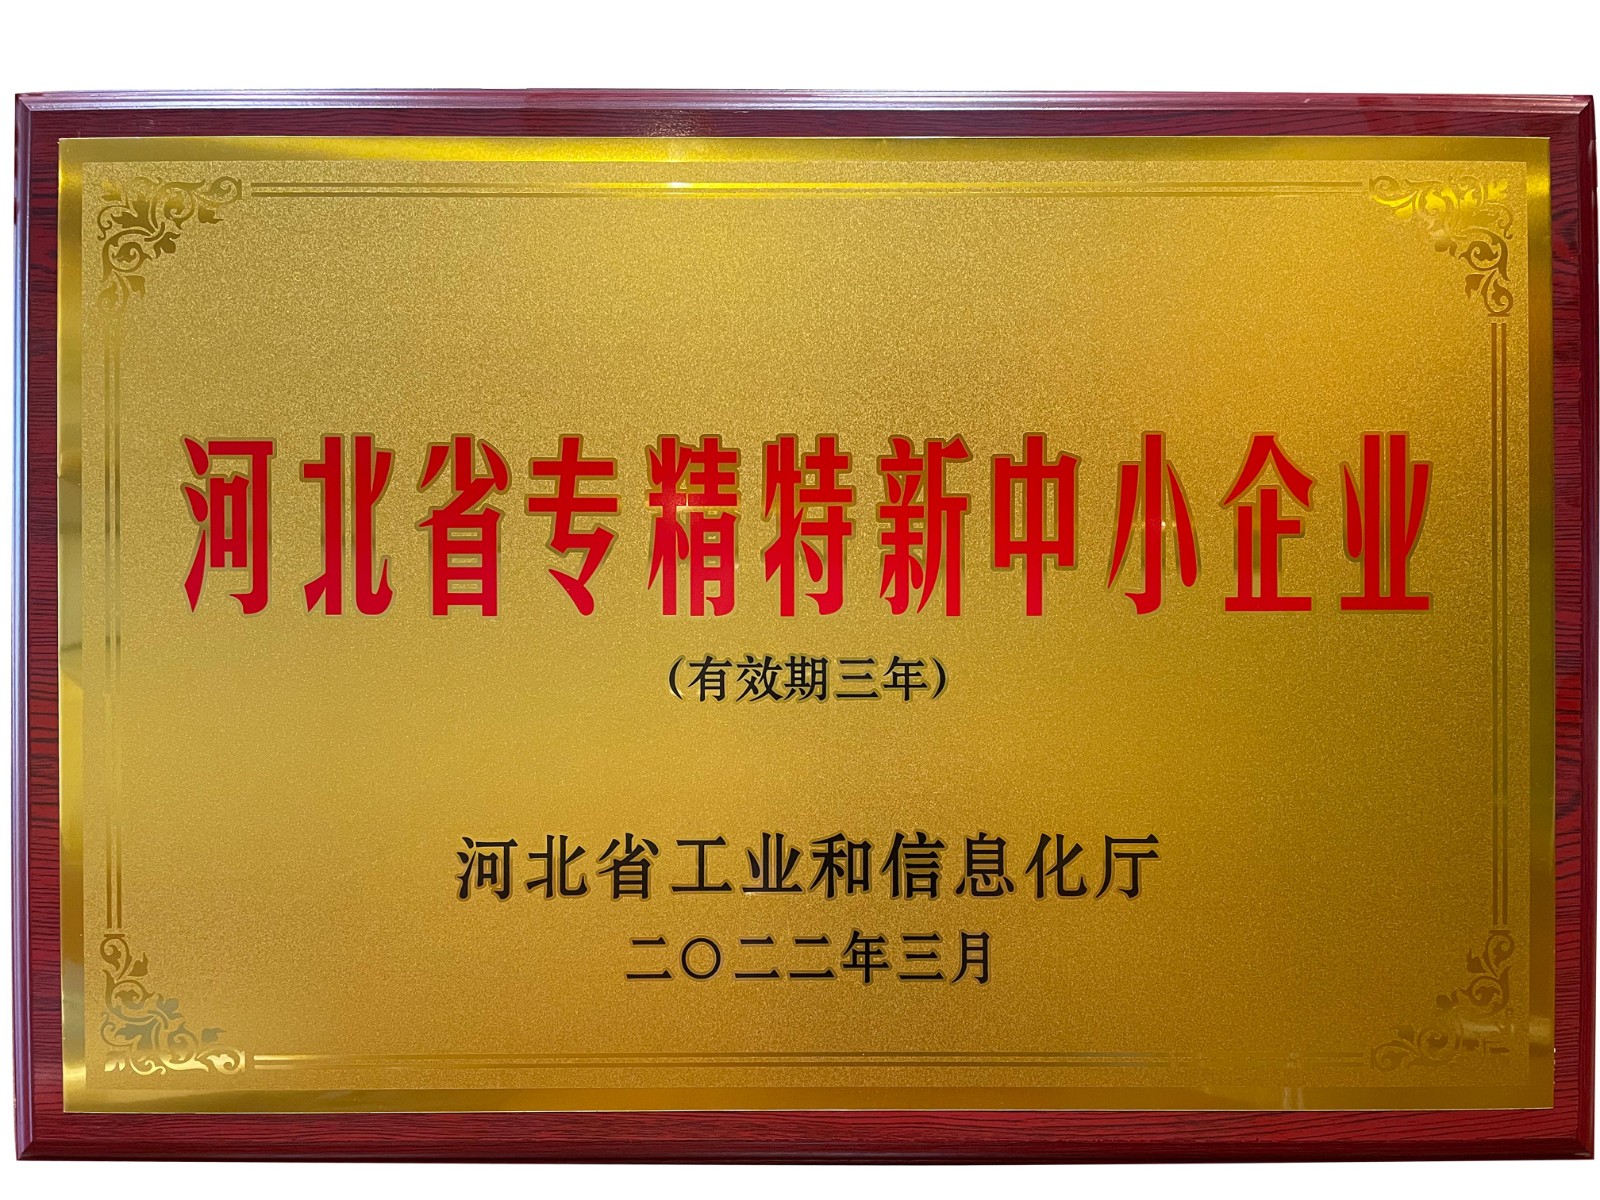 河北省专精特新中小企业
(有效期三年)
河北省工业和信息化厅
二〇二二年三月